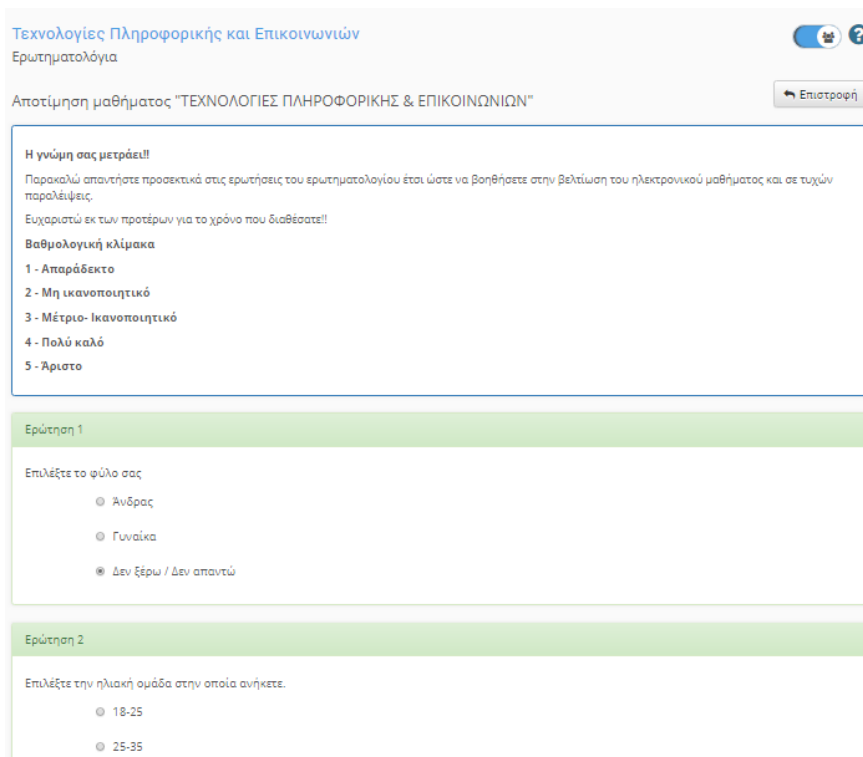 Τεχνολογίες Πληροφορικής και Επικοινωνιών
Ερωτηματολόγια
Αποτίμηση μαθήματος "ΤΕΧΝΟΛΟΓΙΕΣ ΠΛΗΡΟΦΟΡΙΚΗΣ & ΕΠΙΚΟΙΝΩΝΙΩΝ"
Επιστροφή
Η γνώμη σας μετράει!!
Παρακαλώ απαντήστε προσεκτικά στις ερωτήσεις του ερωτηματολογίου έτσι ώστε να βοηθήσετε στην βελτίωση του ηλεκτρονικού μαθήματος και σε τυχών
παραλέιψεις.
Ευχαριστώ εκ των προτέρων για το χρόνο που διαθέσατε!!
Βαθμολογική κλίμακα
1 - Απαράδεκτο
2 - Μη ικανοποιητικό
3 - Μέτριο- Ικανοποιητικό
4 - Πολύ καλό
5 - Άριστο
Ερώτηση 1
Επιλέξτε το φύλο σας
Άνδρας
Γυναίκα
Δεν ξέρω / Δεν απαντώ
Ερώτηση 2
Επιλέξτε την ηλιακή ομάδα στην οποία ανήκετε.
18-25
25-35